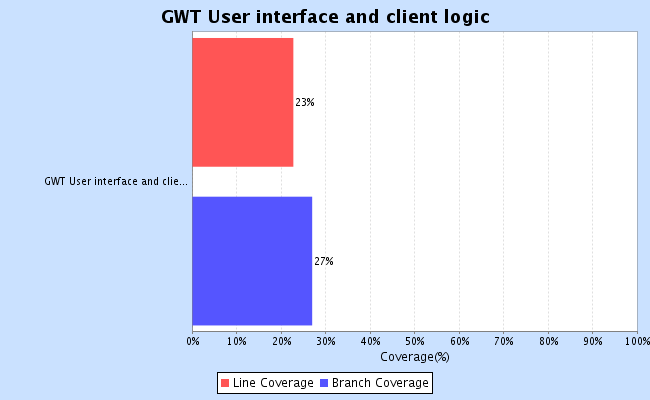 GWT User interface and client logic
23%
GWT User interface and clie...
27%
0% 10% 20% 30% 40% 50% 60% 70% 80% 90% 100%
Coverage(%)
Line Coverage Branch Coverage